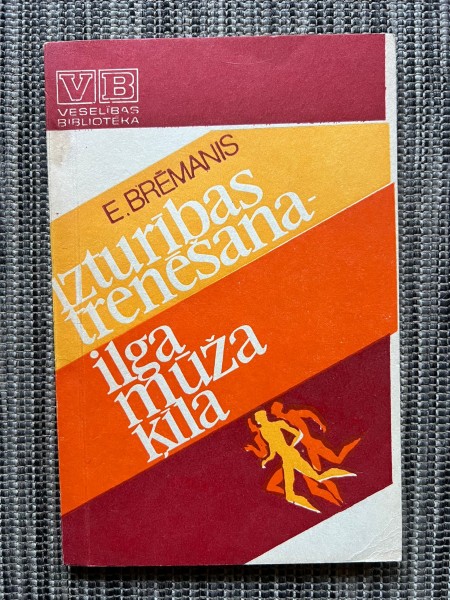 VB
VESELĪBAS
BIBLIOTĒKA
E. BRĒMANIS
Izturības
trenēšana-
ilga
mūža
ķīla